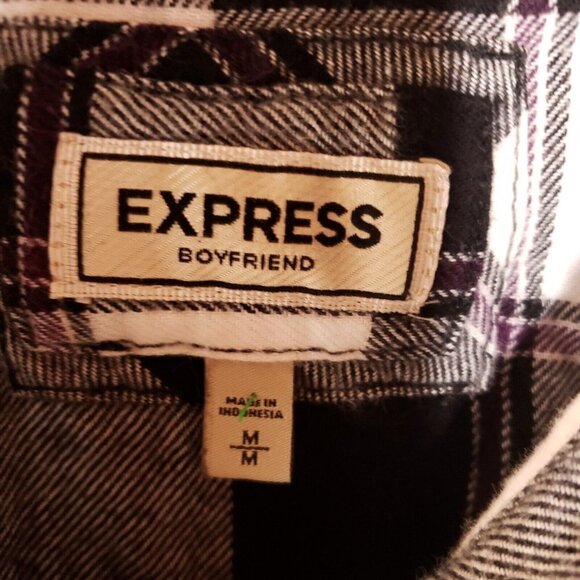 EXPRESS
BOYFRIEND
MADE IN
INDONESIA
M
M